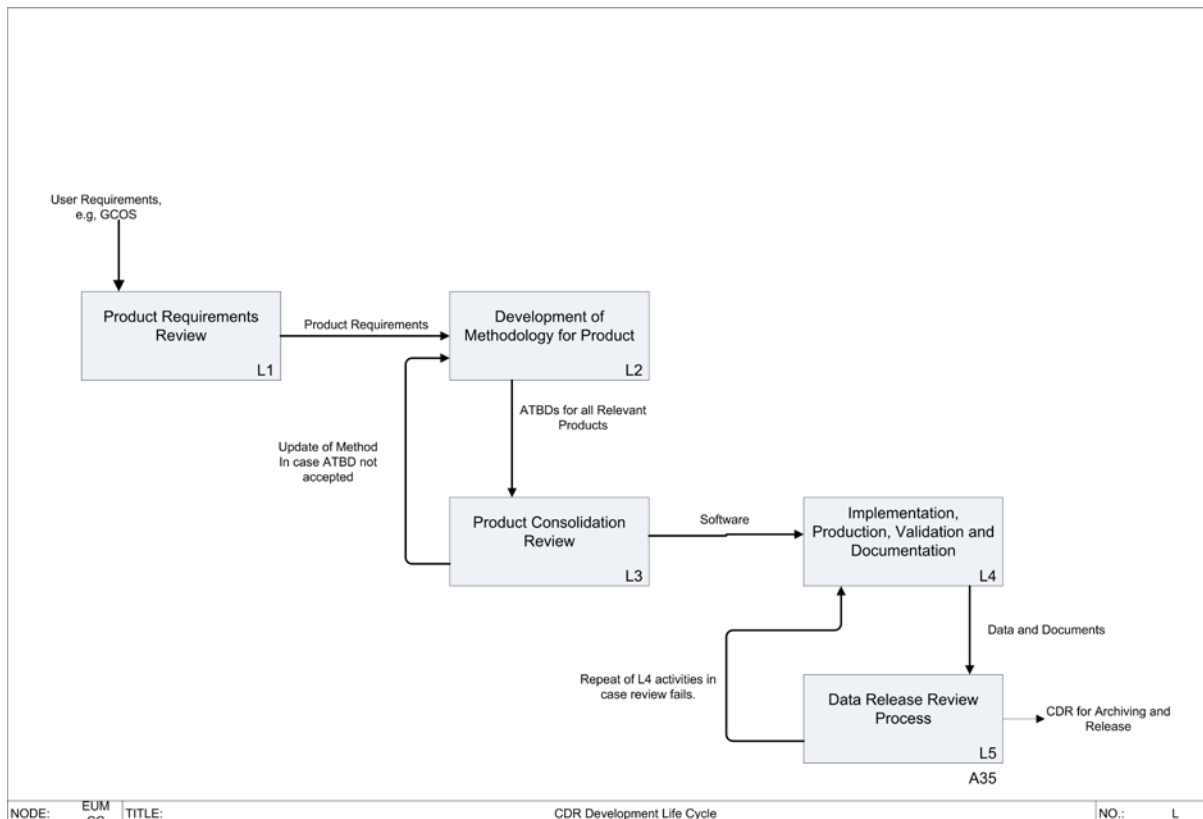 User Requirements,
e.g, GCOS
Product Requirements
Review
L1
Product Requirements
Development of
Methodology for Product
L2
ATBDs for all Relevant
Products
Update of Method
In case ATBD not
accepted
Product Consolidation
Review
L3
Software
Implementation,
Production, Validation and
Documentation
L4
Data and Documents
Repeat of L4 activities in
case review fails.
Data Release Review
Process
L5
CDR for Archiving and
Release
A35
NODE:
EUM
TITLE:
CDR Development Life Cycle
NO.:
L